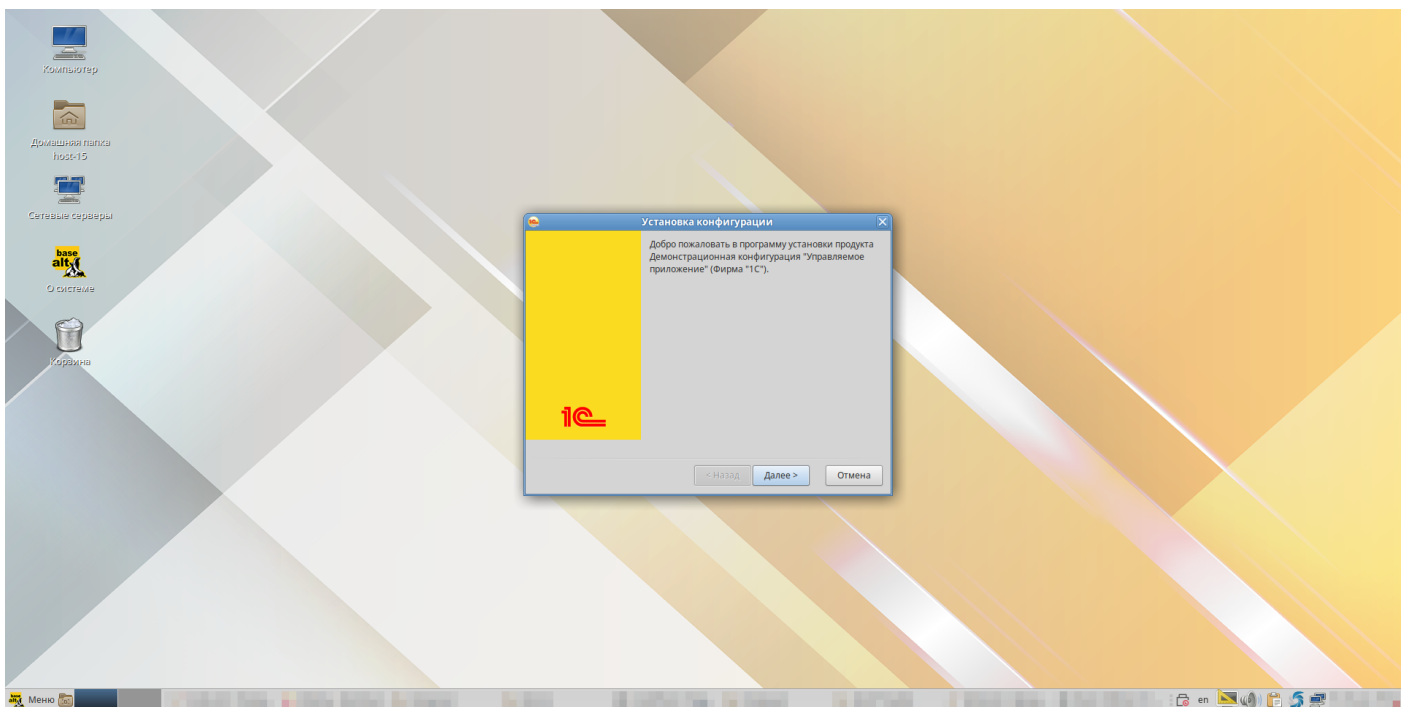 Компьютер
Домашняя папка
host-15
Сетевые серверы
base
alt
О системе
Корзина
Установка конфигурации
Добро пожаловать в программу установки продукта
Демонстрационная конфигурация "Управляемое
приложение" (Фирма "1С").
1С
< Назад
Далее >
Отмена
Меню
en